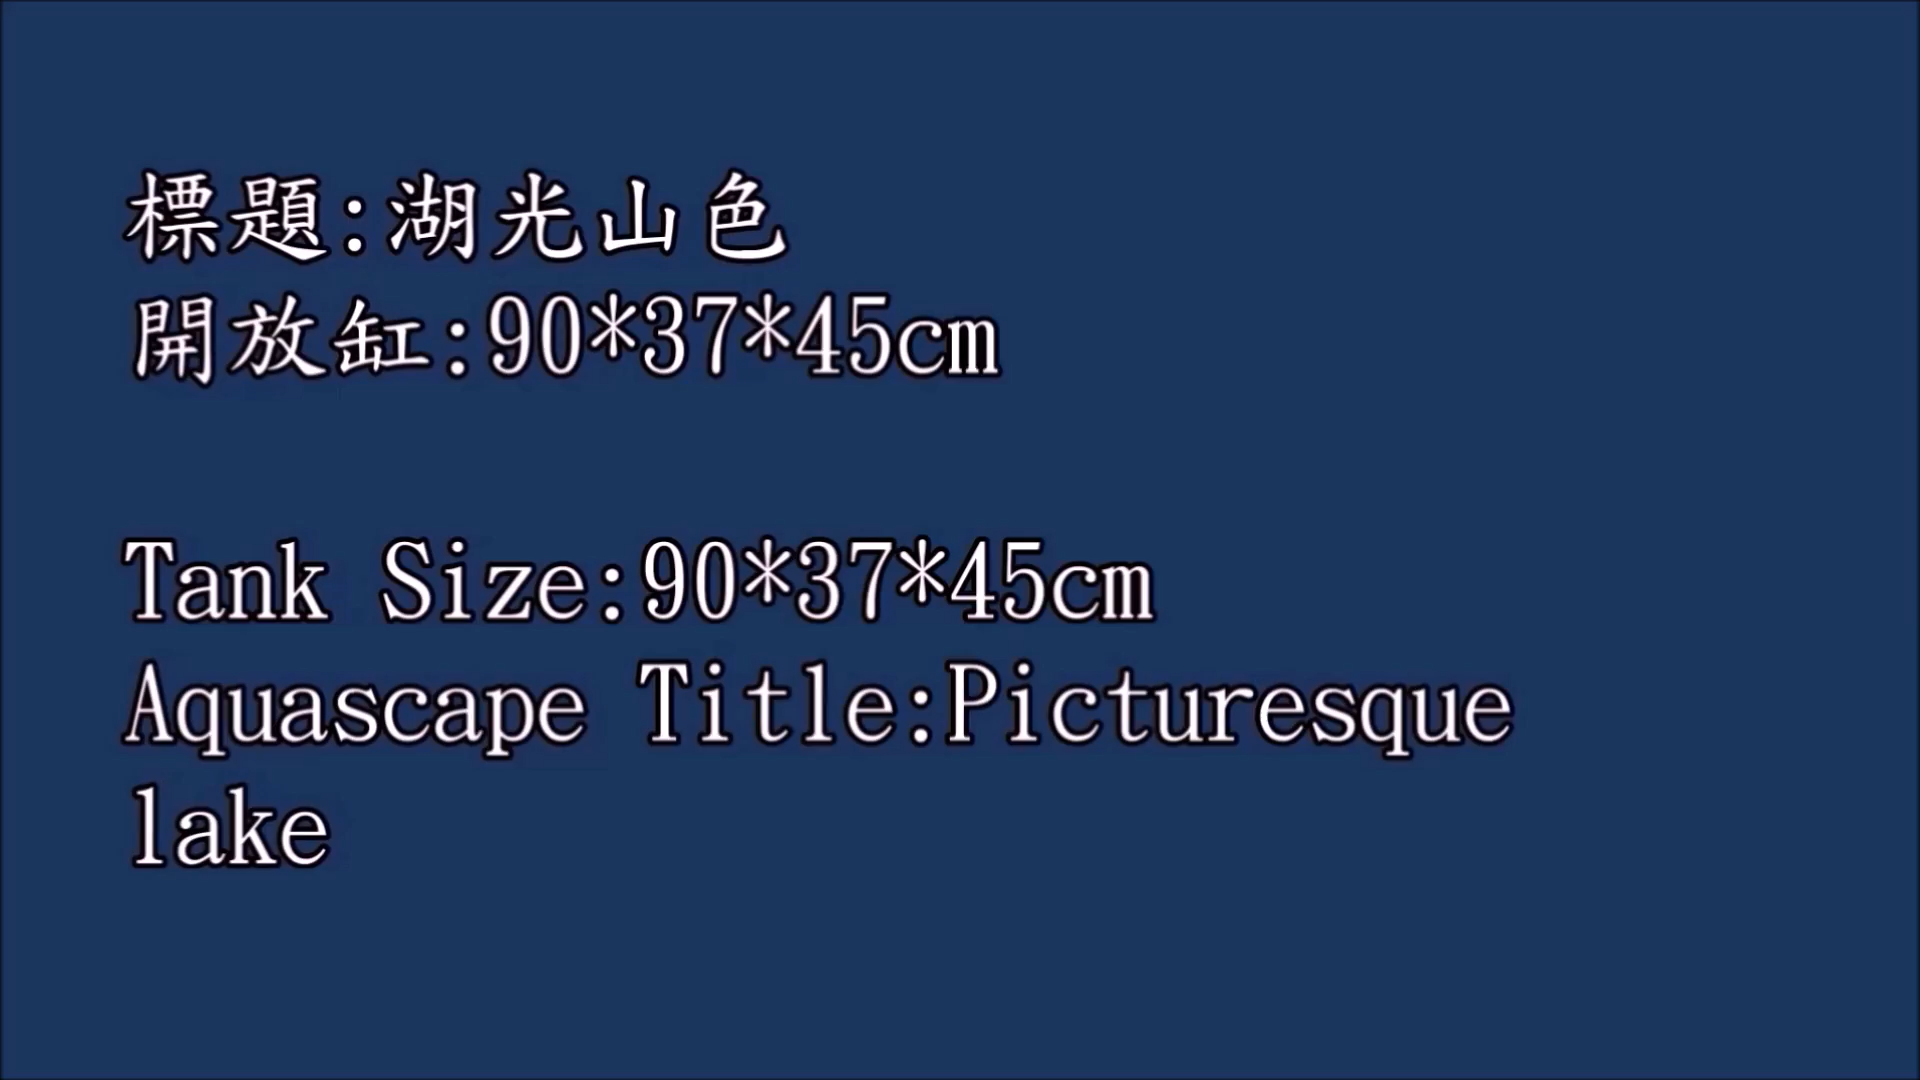 標題:湖光山色
開放缸:90*37*45cm
Tank Size:90*37*45cm
Aquascape Title:Picturesque
lake